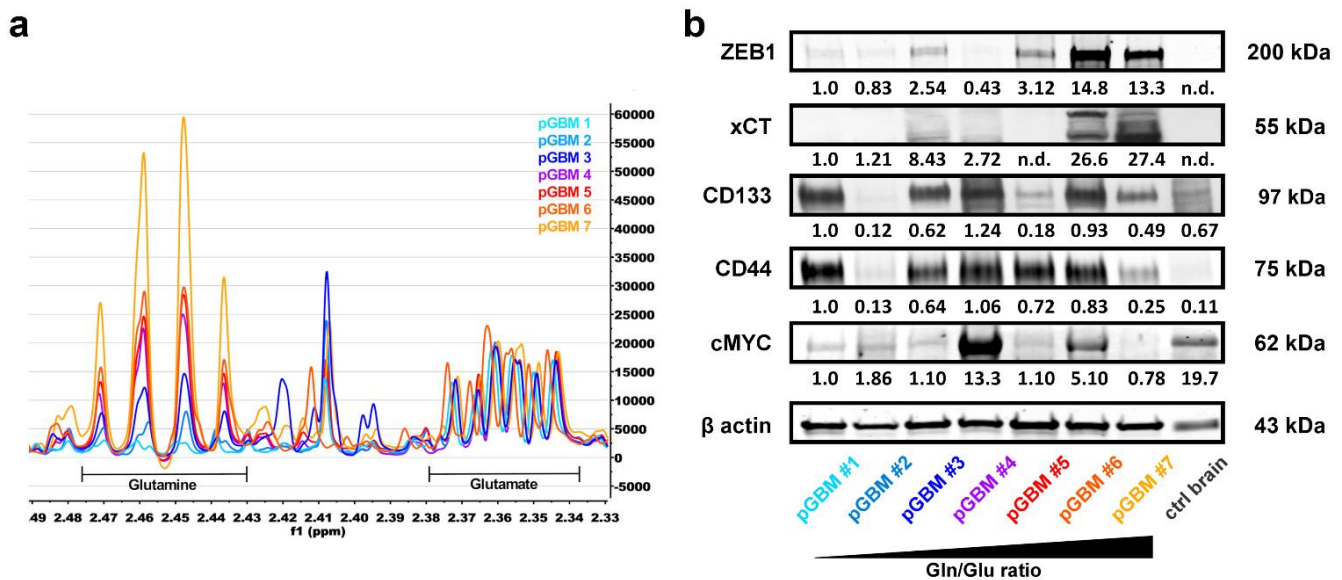 a
pGBM 1
pGBM 2
pGBM 3
pGBM 4
pGBM 5
pGBM 6
pGBM 7
60000
55000
50000
45000
40000
35000
30000
25000
20000
15000
10000
5000
0
-5000
Glutamine
Glutamate
.49 2.48 2.47 2.46 2.45 2.44 2.43 2.42 2.41 2.40 2.39 2.38 2.37 2.36 2.35 2.34 2.33
f1 (ppm)
b
ZEB1 200 kDa
1.0 0.83 2.54 0.43 3.12 14.8 13.3 n.d.
xCT 55 kDa
1.0 1.21 8.43 2.72 n.d. 26.6 27.4 n.d.
CD133 97 kDa
1.0 0.12 0.62 1.24 0.18 0.93 0.49 0.67
CD44 75 kDa
1.0 0.13 0.64 1.06 0.72 0.83 0.25 0.11
cMYC 62 kDa
1.0 1.86 1.10 13.3 1.10 5.10 0.78 19.7
β actin 43 kDa
pGBM #1
pGBM #2
pGBM #3
pGBM #4
pGBM #5
pGBM #6
pGBM #7
ctrl brain
Gln/Glu ratio